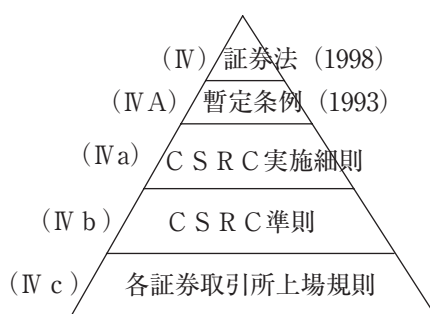 (Ⅳ) 証券法 (1998)
(ⅣA) 暫定条例 (1993)
(Ⅳa) ＣＳＲＣ実施細則
(Ⅳb) ＣＳＲＣ準則
(Ⅳc) 各証券取引所上場規則